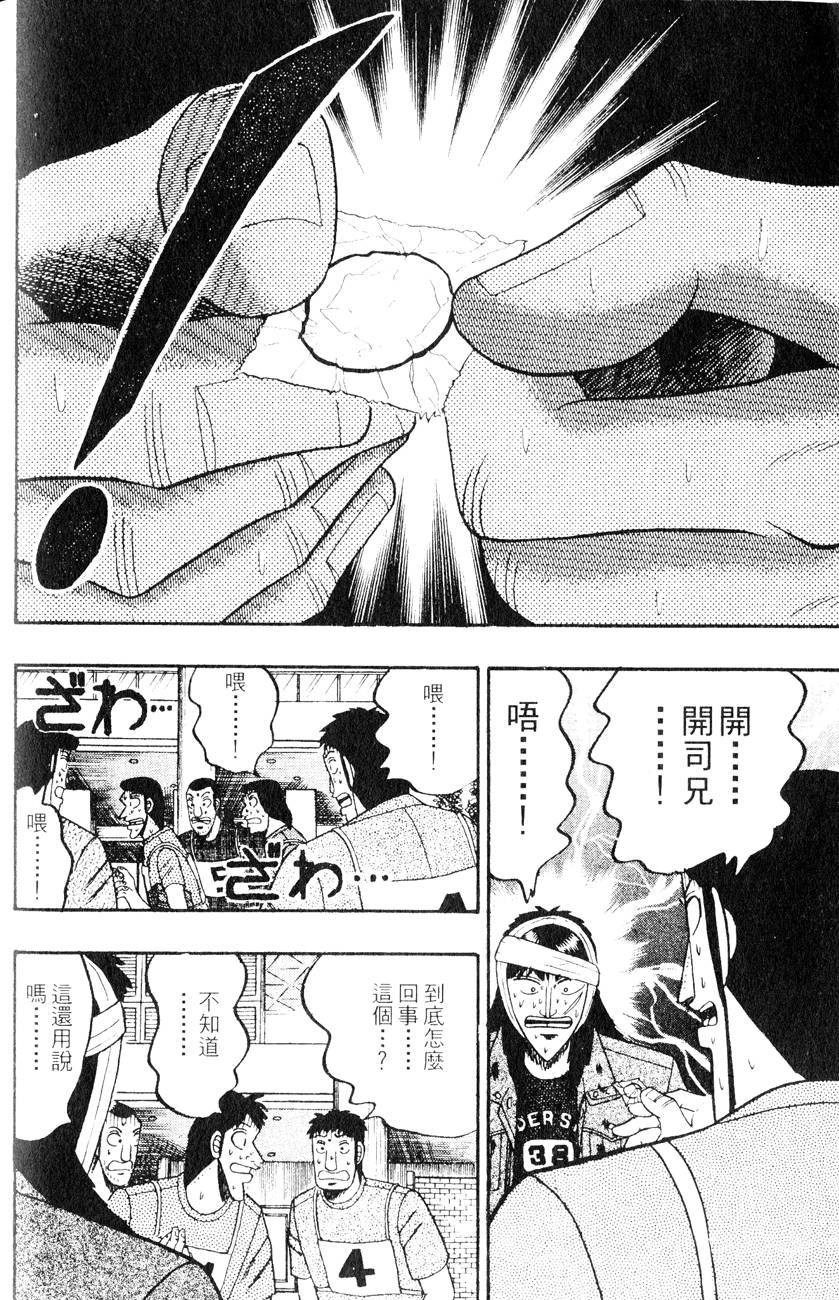 開………
開司兄
………！
唔………！
DER S
38
喂………！
喂………！
ざわ…
喂………！
ざわ…
到底怎麼
回事………
這個…？
不知道
………
這還用說
嗎………
4